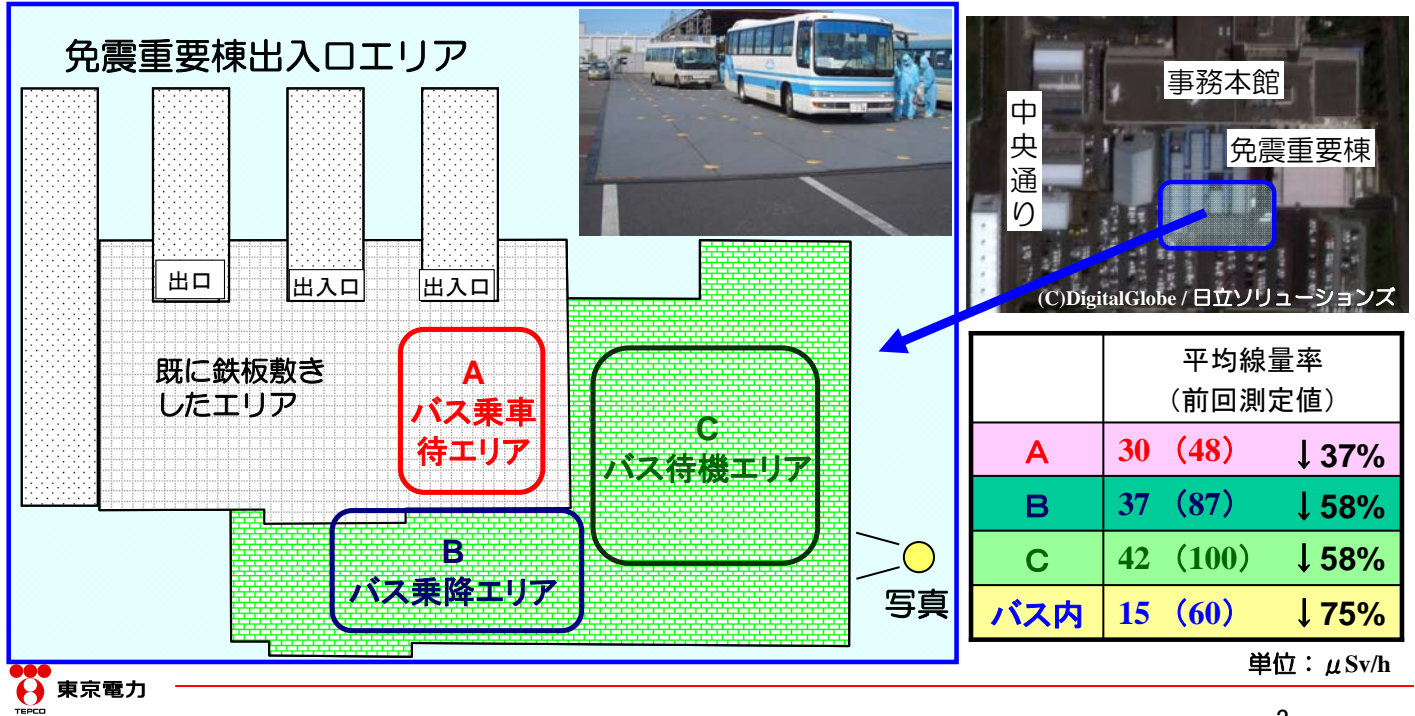 免震重要棟出入口エリア
出口
出入口
出入口
既に鉄板敷き
したエリア
A
バス乗車
待エリア
B
バス乗降エリア
C
バス待機エリア
写真
事務本館
中央通り
免震重要棟
(C)DigitalGlobe / 日立ソリューションズ
平均線量率
（前回測定値）
A 30 （48） ↓37%
B 37 （87） ↓58%
C 42 （100） ↓58%
バス内 15 （60） ↓75%
単位：μSv/h
東京電力
TEPCO